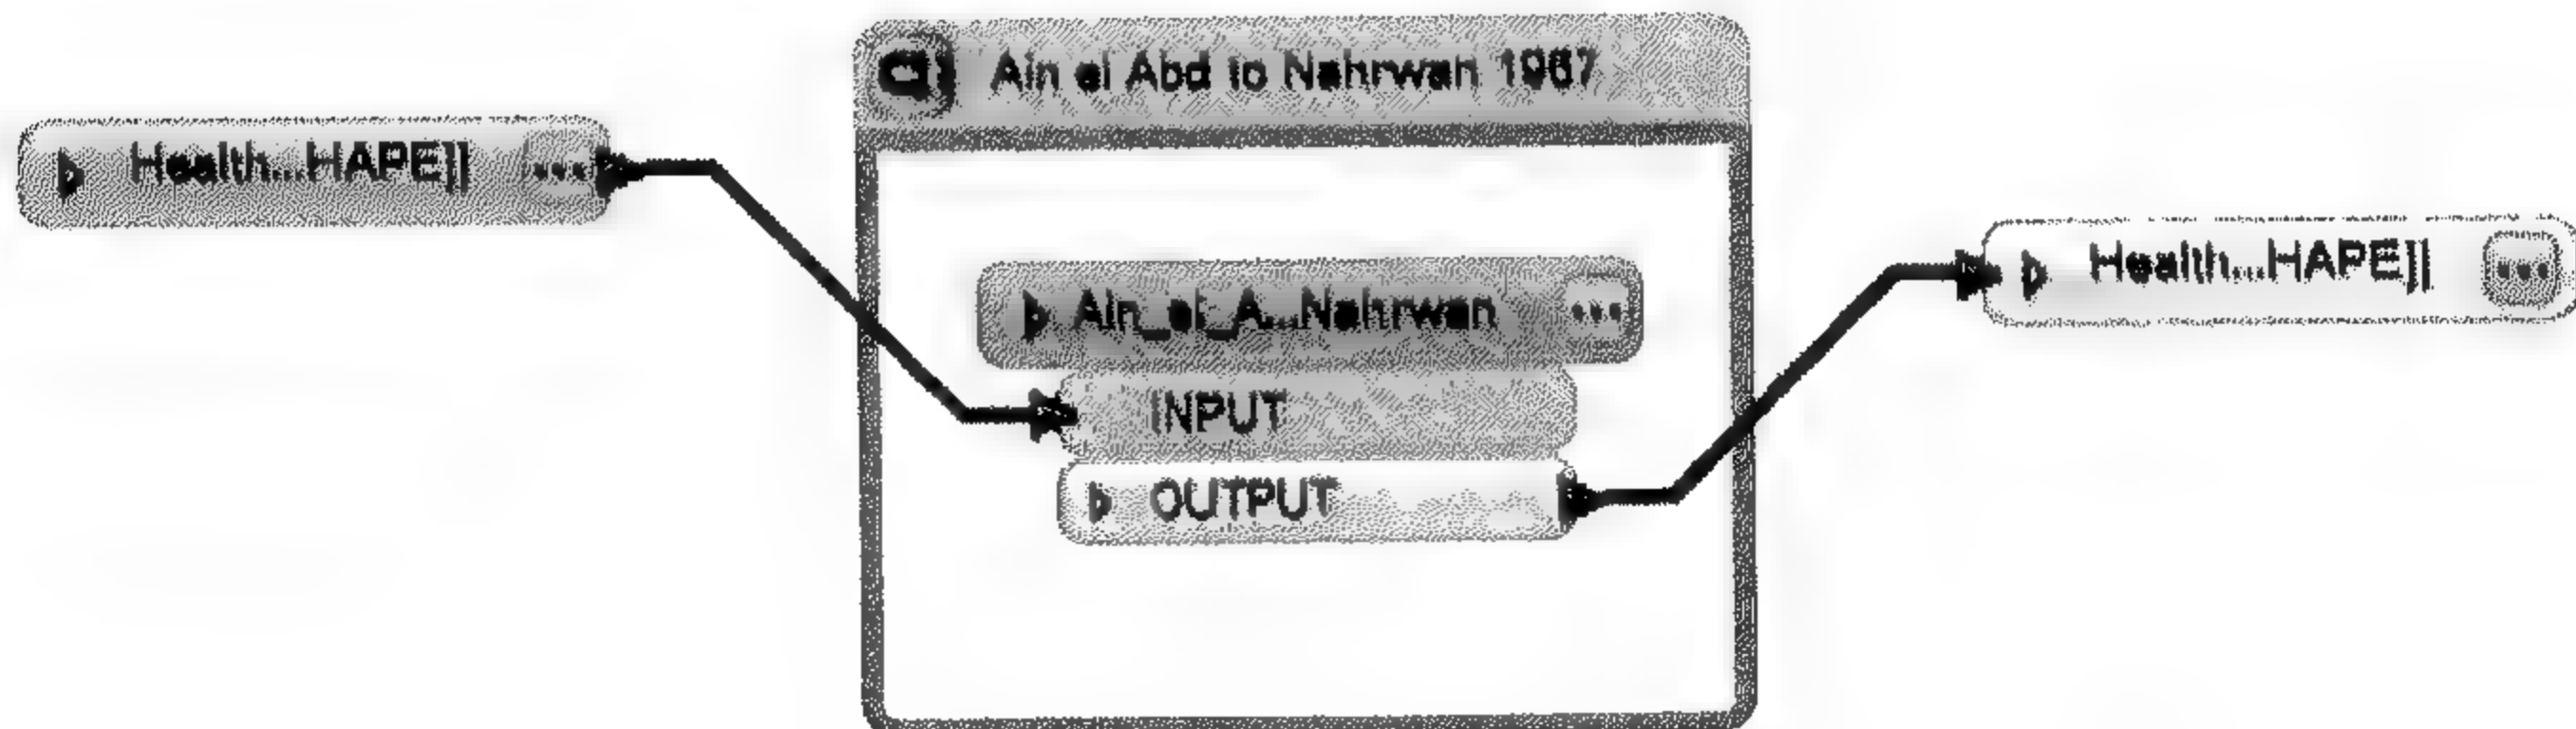 Ain el Abd to Nahrwan 1967
Health...HAPE]]
Ain_el_A...Nahrwan
INPUT
OUTPUT
Health...HAPE]]